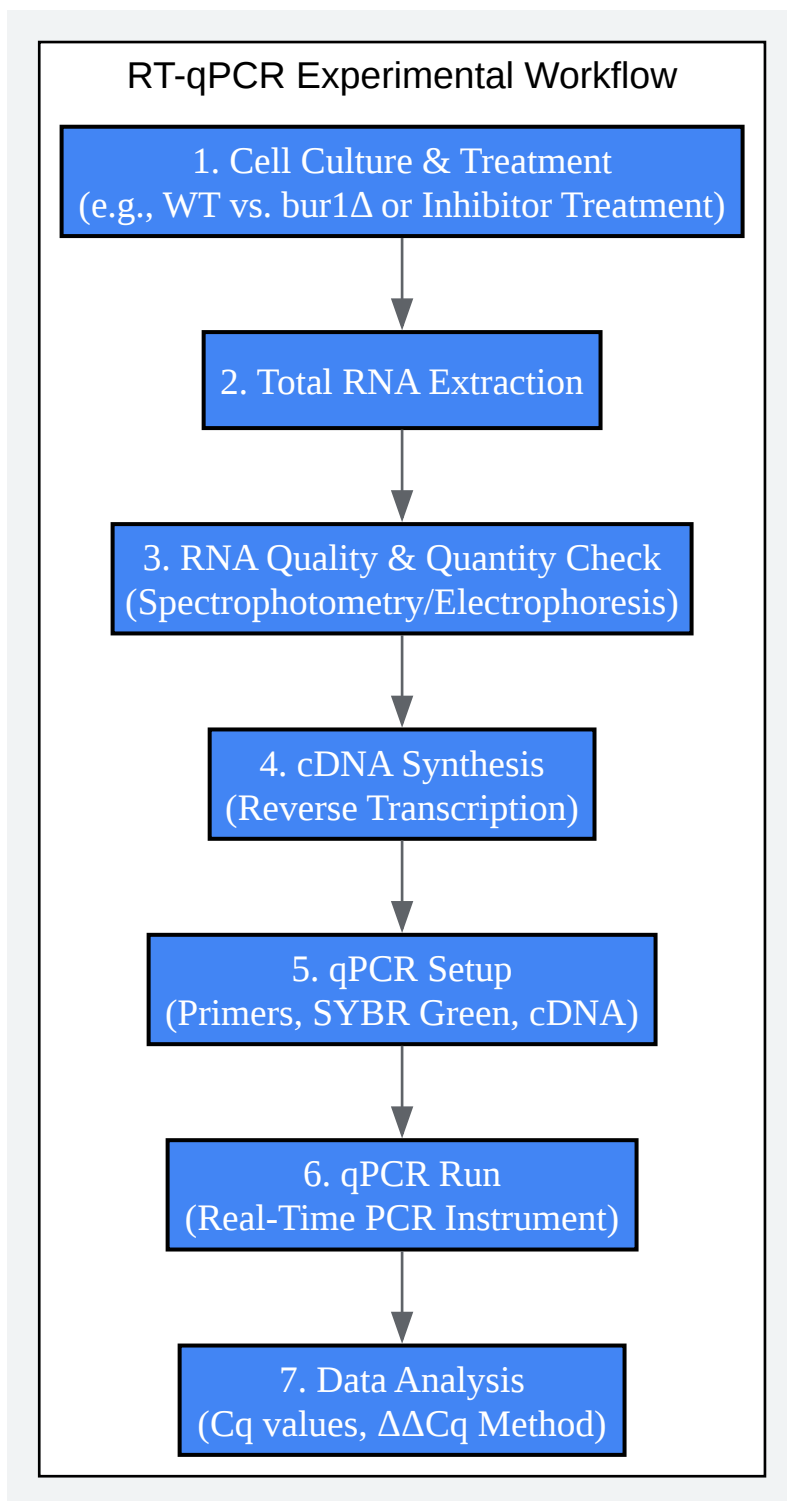 RT-qPCR Experimental Workflow
1. Cell Culture & Treatment
(e.g., WT vs. bur1Δ or Inhibitor Treatment)
2. Total RNA Extraction
3. RNA Quality & Quantity Check
(Spectrophotometry/Electrophoresis)
4. cDNA Synthesis
(Reverse Transcription)
5. qPCR Setup
(Primers, SYBR Green, cDNA)
6. qPCR Run
(Real-Time PCR Instrument)
7. Data Analysis
(Cq values, ΔΔCq Method)